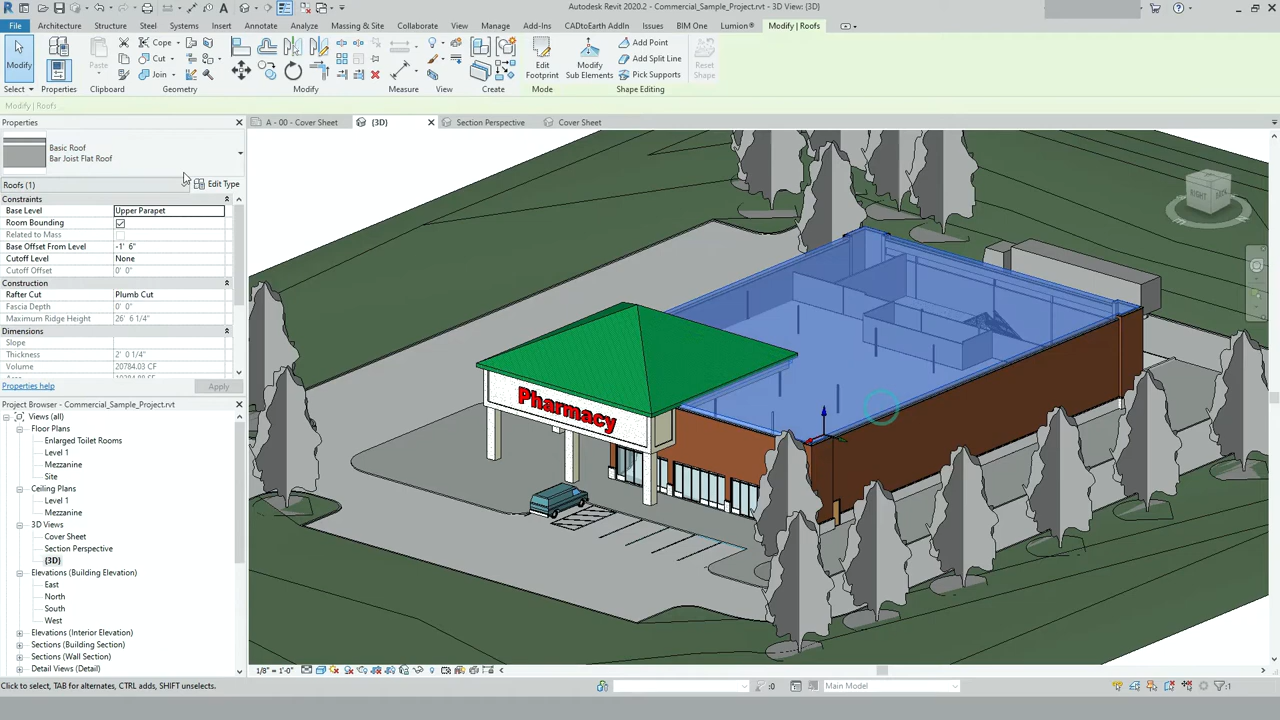 Autodesk Revit 2020.2 - Commercial_Sample_Project.rvt - 3D View: {3D}
File Architecture Structure Steel Systems Insert Annotate Analyze Massing & Site Collaborate View Manage Add-Ins CADtoEarth AddIn Issues BIM One Lumion® Modify | Roofs
Modify
Paste
Cope
Cut
Join
Edit Footprint
Modify Sub Elements
Add Point
Add Split Line
Pick Supports
Reset Shape
Select Properties Clipboard Geometry Modify Measure View Create Mode Shape Editing
Modify | Roofs
Properties
A - 00 - Cover Sheet {3D} Section Perspective Cover Sheet
Basic Roof
Bar Joist Flat Roof
Roofs (1) Edit Type
Constraints
Base Level Upper Parapet
Room Bounding
Related to Mass
Base Offset From Level -1' 6"
Cutoff Level None
Cutoff Offset 0' 0"
Construction
Rafter Cut Plumb Cut
Fascia Depth 0' 0"
Maximum Ridge Height 26' 6 1/4"
Dimensions
Slope
Thickness 2' 0 1/4"
Volume 20784.03 CF
Properties help Apply
Project Browser - Commercial_Sample_Project.rvt
Views (all)
Floor Plans
Enlarged Toilet Rooms
Level 1
Mezzanine
Site
Ceiling Plans
Level 1
Mezzanine
3D Views
Cover Sheet
Section Perspective
{3D}
Elevations (Building Elevation)
East
North
South
West
Elevations (Interior Elevation)
Sections (Building Section)
Sections (Wall Section)
Detail Views (Detail)
Pharmacy
RIGHT
BACK
1/8" = 1'-0"
Click to select, TAB for alternates, CTRL adds, SHIFT unselects.
:0
Main Model
:1